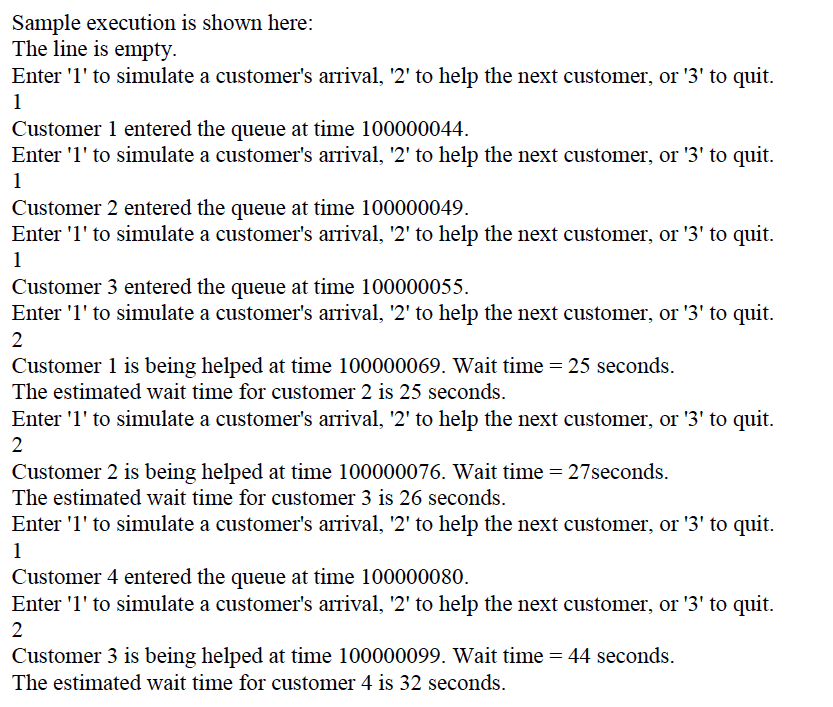 Sample execution is shown here:
The line is empty.
Enter '1' to simulate a customer's arrival, '2' to help the next customer, or '3' to quit.
1
Customer 1 entered the queue at time 100000044.
Enter '1' to simulate a customer's arrival, '2' to help the next customer, or '3' to quit.
1
Customer 2 entered the queue at time 100000049.
Enter '1' to simulate a customer's arrival, '2' to help the next customer, or '3' to quit.
1
Customer 3 entered the queue at time 100000055.
Enter '1' to simulate a customer's arrival, '2' to help the next customer, or '3' to quit.
2
Customer 1 is being helped at time 100000069. Wait time = 25 seconds.
The estimated wait time for customer 2 is 25 seconds.
Enter '1' to simulate a customer's arrival, '2' to help the next customer, or '3' to quit.
2
Customer 2 is being helped at time 100000076. Wait time = 27seconds.
The estimated wait time for customer 3 is 26 seconds.
Enter '1' to simulate a customer's arrival, '2' to help the next customer, or '3' to quit.
1
Customer 4 entered the queue at time 100000080.
Enter '1' to simulate a customer's arrival, '2' to help the next customer, or '3' to quit.
2
Customer 3 is being helped at time 100000099. Wait time = 44 seconds.
The estimated wait time for customer 4 is 32 seconds.